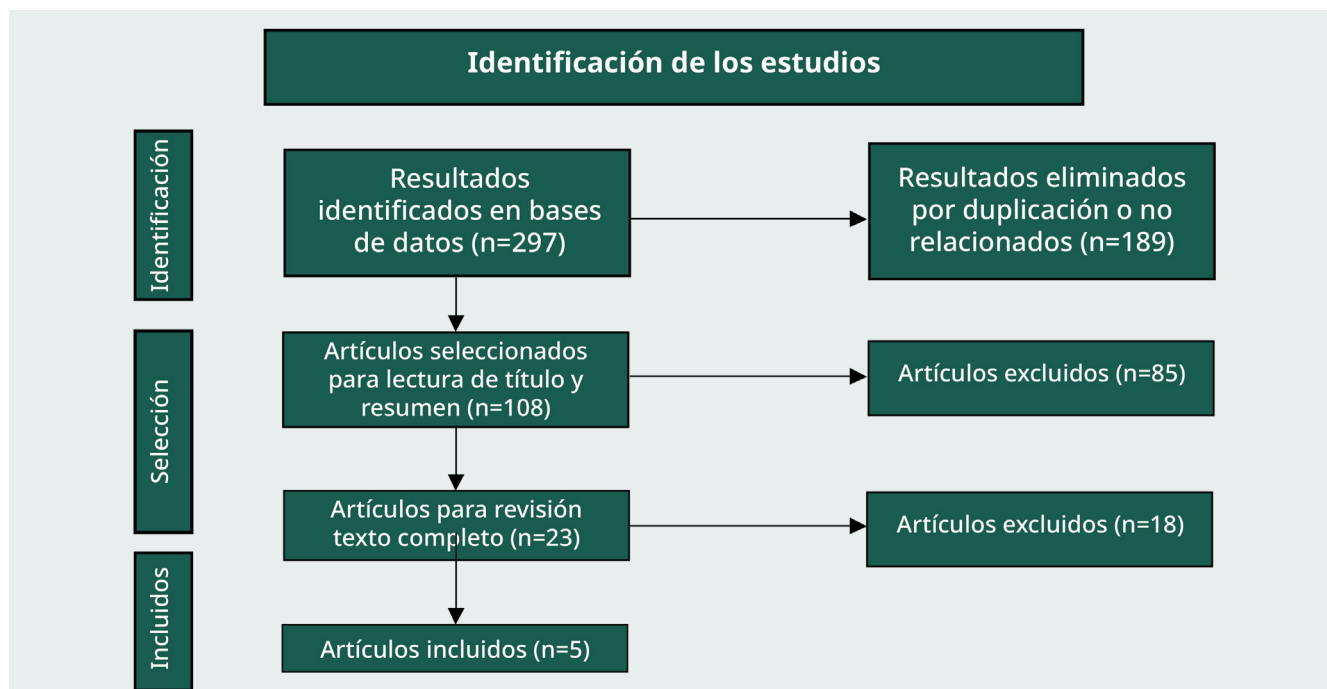 Identificación de los estudios
Identificación
Resultados
identificados en bases
de datos (n=297)
Resultados eliminados
por duplicación o no
relacionados (n=189)
Selección
Artículos seleccionados
para lectura de título y
resumen (n=108)
Artículos excluidos (n=85)
Artículos para revisión
texto completo (n=23)
Artículos excluidos (n=18)
Incluidos
Artículos incluidos (n=5)